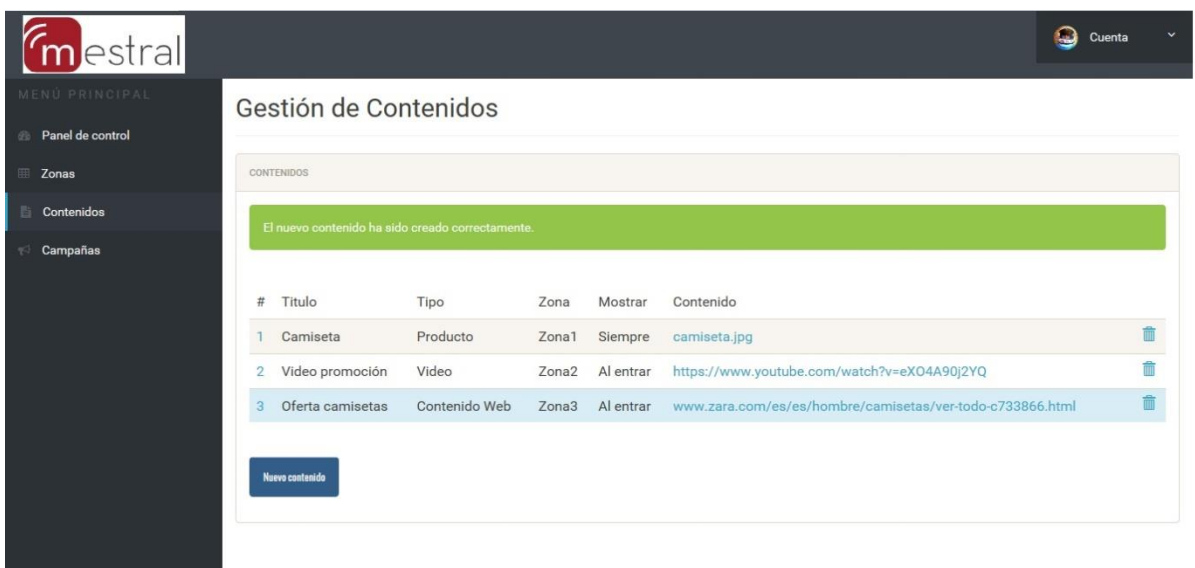 mestral
Cuenta
MENÚ PRINCIPAL
Panel de control
Zonas
Contenidos
Campañas
Gestión de Contenidos
CONTENIDOS
El nuevo contenido ha sido creado correctamente.
# Titulo Tipo Zona Mostrar Contenido
1 Camiseta Producto Zona1 Siempre camiseta.jpg
2 Video promoción Video Zona2 Al entrar https://www.youtube.com/watch?v=eXO4A90j2YQ
3 Oferta camisetas Contenido Web Zona3 Al entrar www.zara.com/es/es/hombre/camisetas/ver-todo-c733866.html
Nuevo contenido